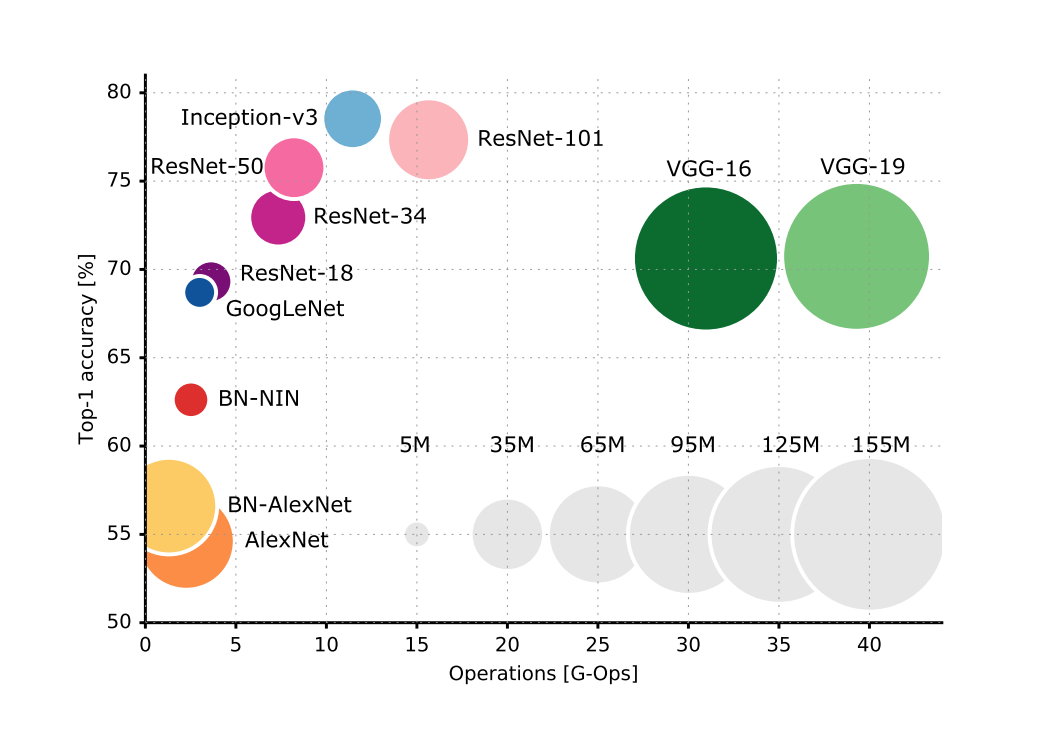 80
Inception-v3
ResNet-101
ResNet-50
VGG-16
VGG-19
75
ResNet-34
70
ResNet-18
GoogLeNet
Top-1 accuracy [%]
65
BN-NIN
60
5M 35M 65M 95M 125M 155M
BN-AlexNet
55
AlexNet
50
0 5 10 15 20 25 30 35 40
Operations [G-Ops]